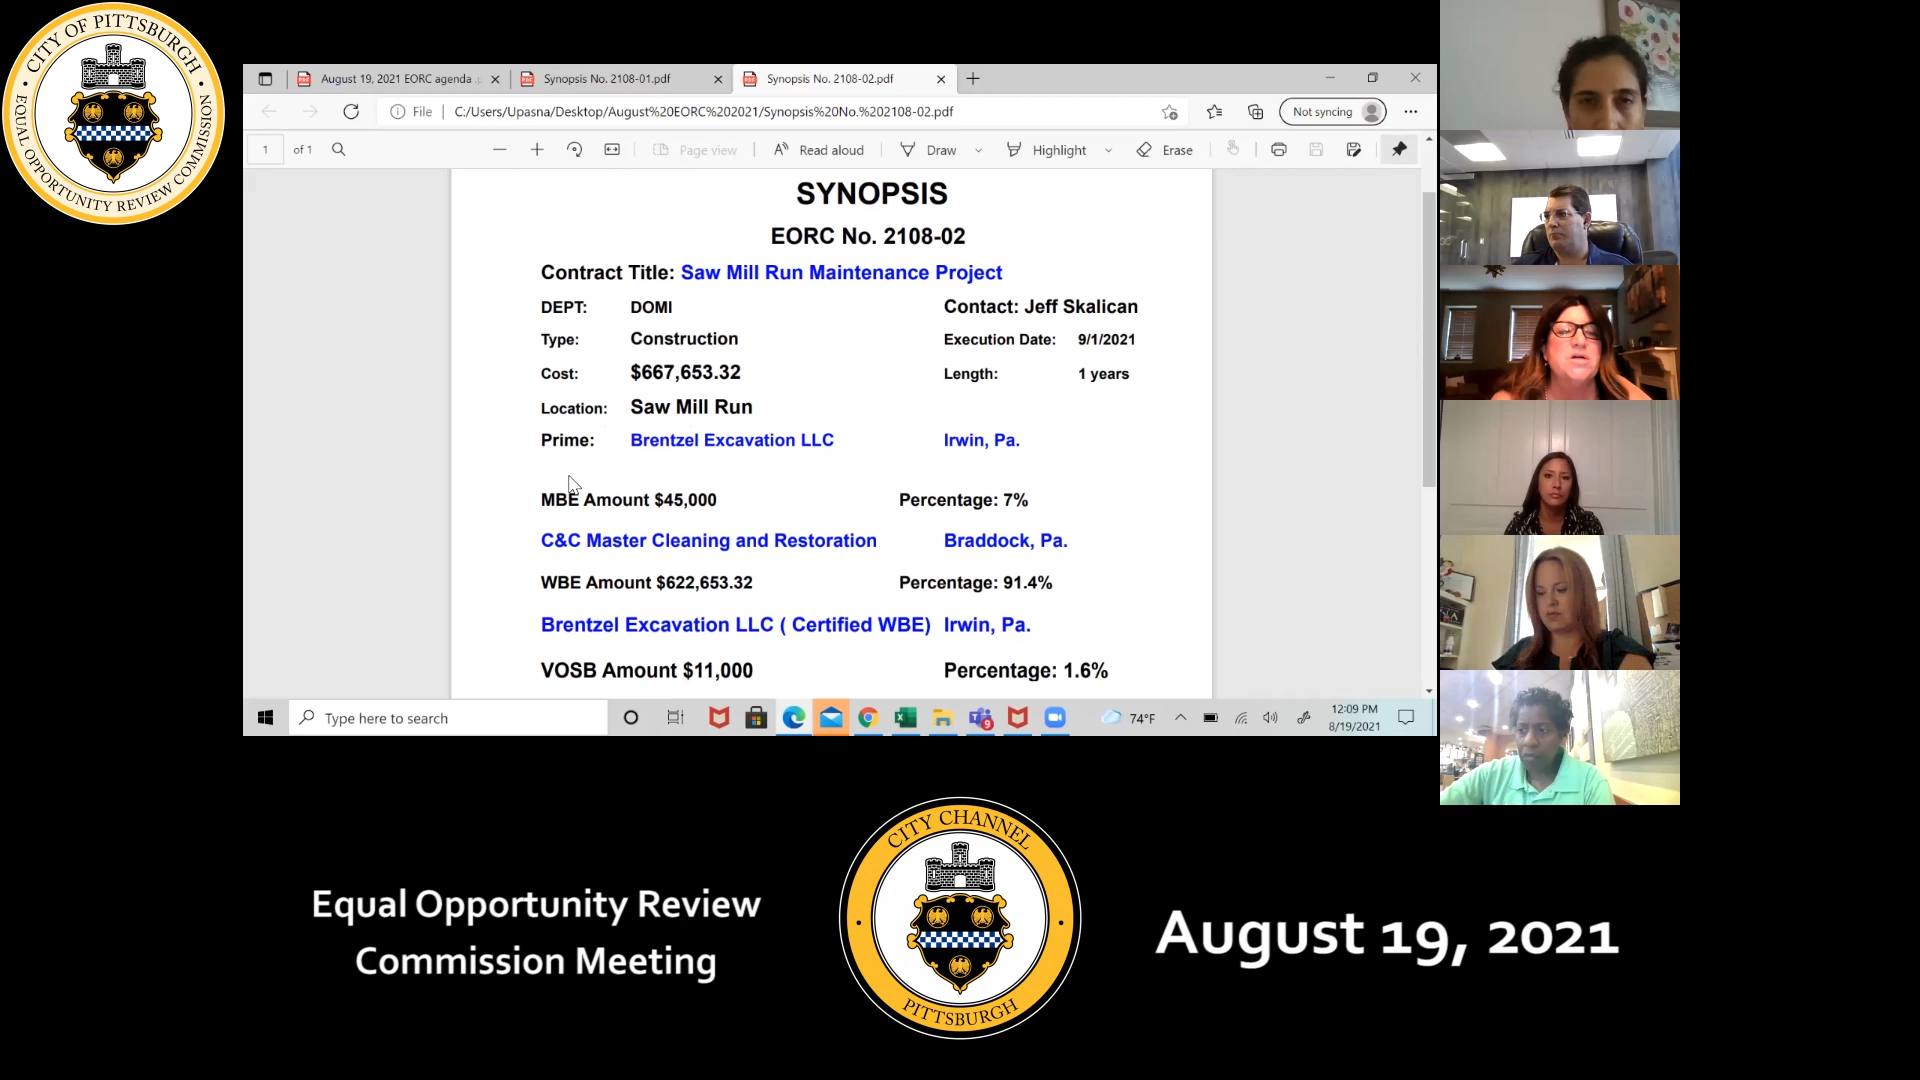 CITY OF PITTSBURGH
EQUAL OPPORTUNITY REVIEW COMMISSION
August 19, 2021 EORC agenda .p
Synopsis No. 2108-01.pdf
Synopsis No. 2108-02.pdf
File
C:/Users/Upasna/Desktop/August%20EORC%202021/Synopsis%20No.%202108-02.pdf
Not syncing
1 of 1
Page view
Read aloud
Draw
Highlight
Erase
SYNOPSIS
EORC No. 2108-02
Contract Title: Saw Mill Run Maintenance Project
DEPT: DOMI Contact: Jeff Skalican
Type: Construction Execution Date: 9/1/2021
Cost: $667,653.32 Length: 1 years
Location: Saw Mill Run
Prime: Brentzel Excavation LLC Irwin, Pa.
MBE Amount $45,000 Percentage: 7%
C&C Master Cleaning and Restoration Braddock, Pa.
WBE Amount $622,653.32 Percentage: 91.4%
Brentzel Excavation LLC ( Certified WBE) Irwin, Pa.
VOSB Amount $11,000 Percentage: 1.6%
Type here to search
9
74°F
12:09 PM
8/19/2021
Equal Opportunity Review
Commission Meeting
CITY CHANNEL
PITTSBURGH
August 19, 2021